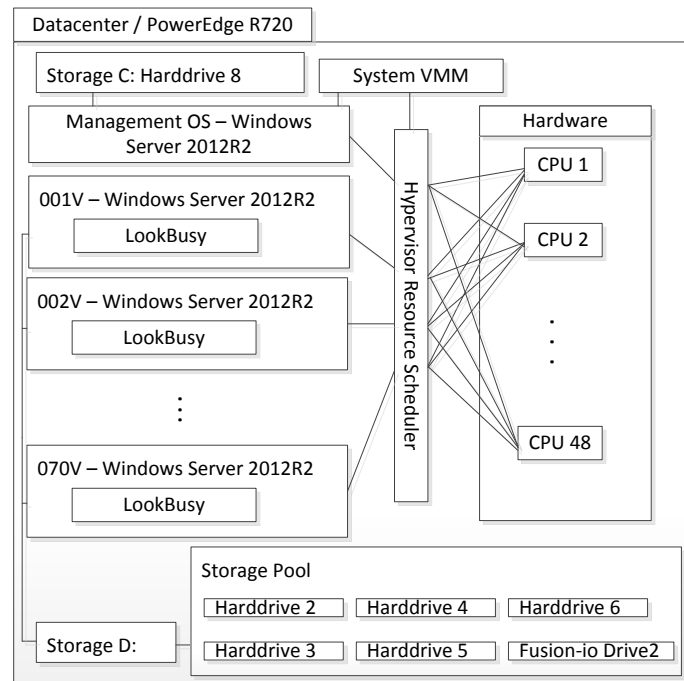 Datacenter / PowerEdge R720
Storage C: Harddrive 8
System VMM
Management OS – Windows
Server 2012R2
Hardware
Hypervisor Resource Scheduler
CPU 1
CPU 2
CPU 48
001V – Windows Server 2012R2
LookBusy
002V – Windows Server 2012R2
LookBusy
070V – Windows Server 2012R2
LookBusy
Storage D:
Storage Pool
Harddrive 2
Harddrive 4
Harddrive 6
Harddrive 3
Harddrive 5
Fusion-io Drive2